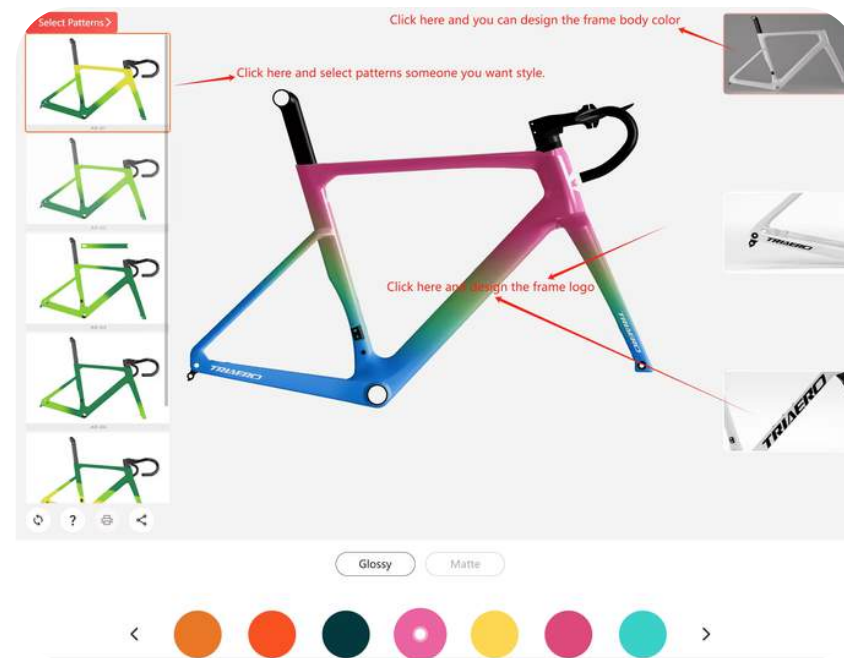 Select Patterns >
Click here and you can design the frame body color
Click here and select patterns someone you want style.
Click here and design the frame logo
TRIAERO
TRIAERO
TRIAERO
TRIAERO
?
Glossy
Matte